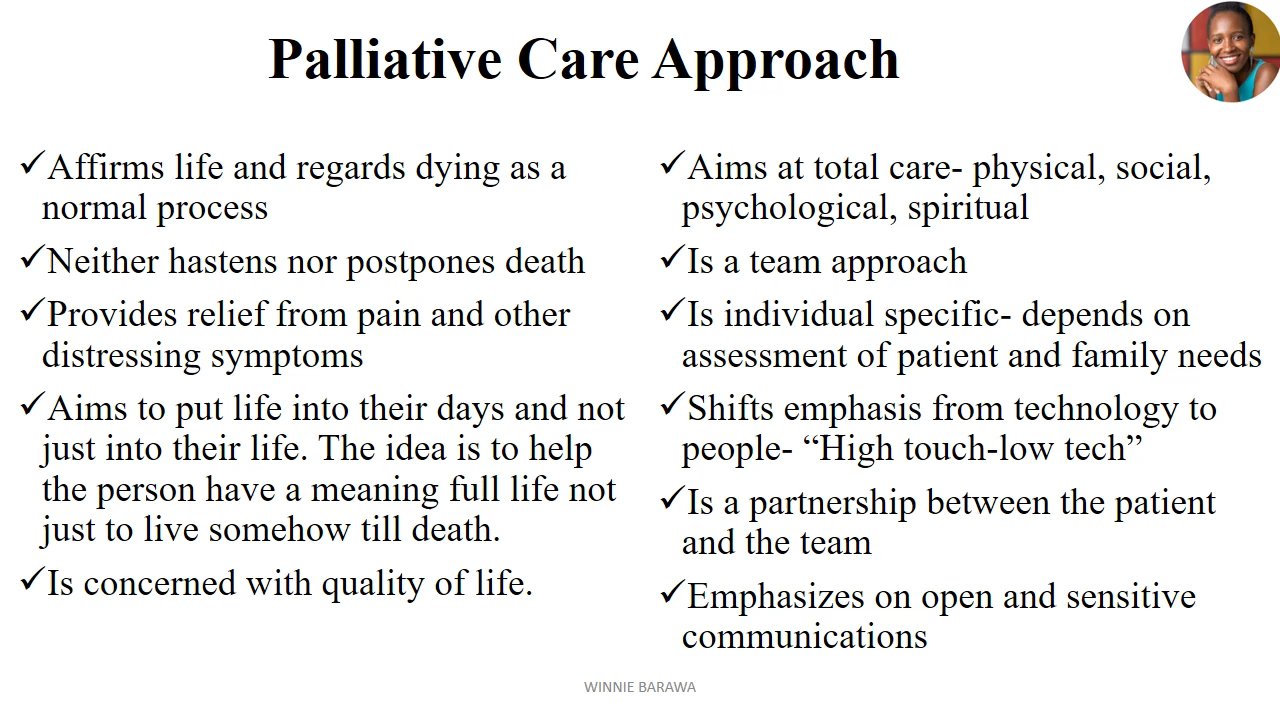 Palliative Care Approach
✓Affirms life and regards dying as a
normal process
✓Neither hastens nor postpones death
✓Provides relief from pain and other
distressing symptoms
✓Aims to put life into their days and not
just into their life. The idea is to help
the person have a meaning full life not
just to live somehow till death.
✓Is concerned with quality of life.
✓Aims at total care- physical, social,
psychological, spiritual
✓Is a team approach
✓Is individual specific- depends on
assessment of patient and family needs
✓Shifts emphasis from technology to
people- “High touch-low tech”
✓Is a partnership between the patient
and the team
✓Emphasizes on open and sensitive
communications
WINNIE BARAWA